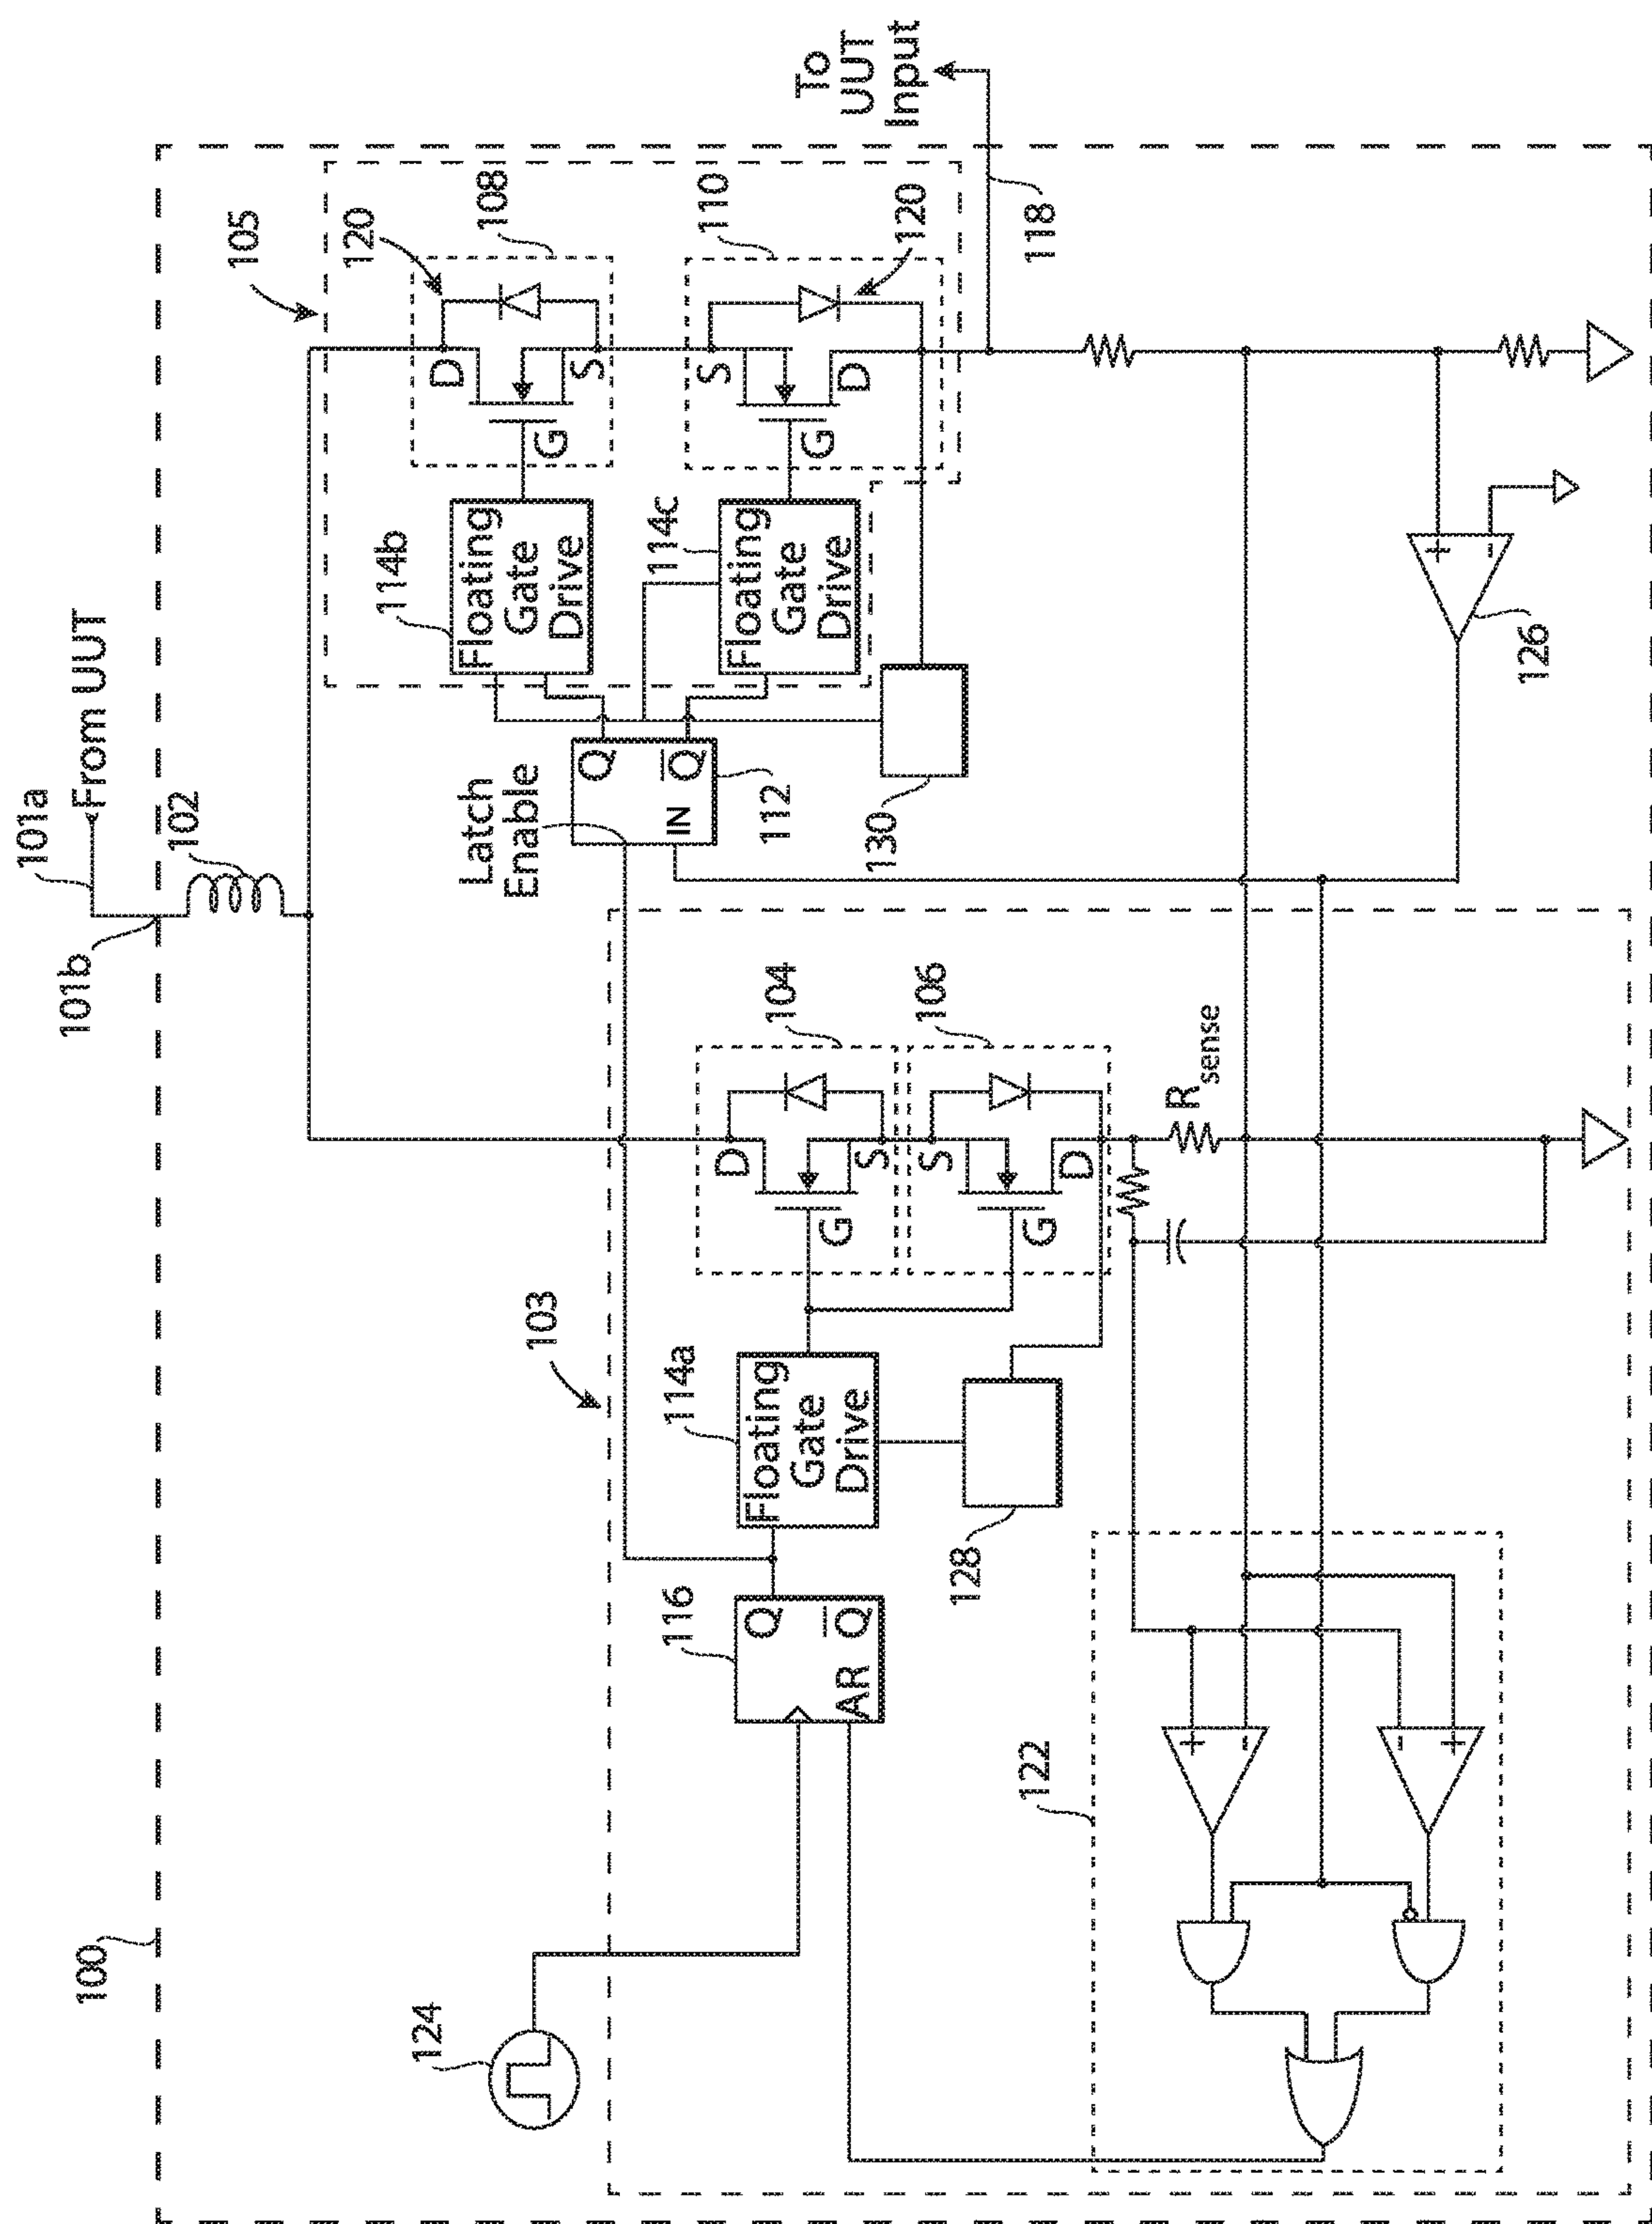 100
101a
101b
From UUT
102
105
120
108
D
S
G
114b
Floating
Gate
Drive
110
120
S
D
G
114c
Floating
Gate
Drive
To
UUT
Input
118
Latch
Enable
Q
Q
IN
112
130
126
103
104
D
S
G
106
S
D
G
R sense
114a
Floating
Gate
Drive
128
116
Q
Q
AR
124
122
+
-
-
+
+
-